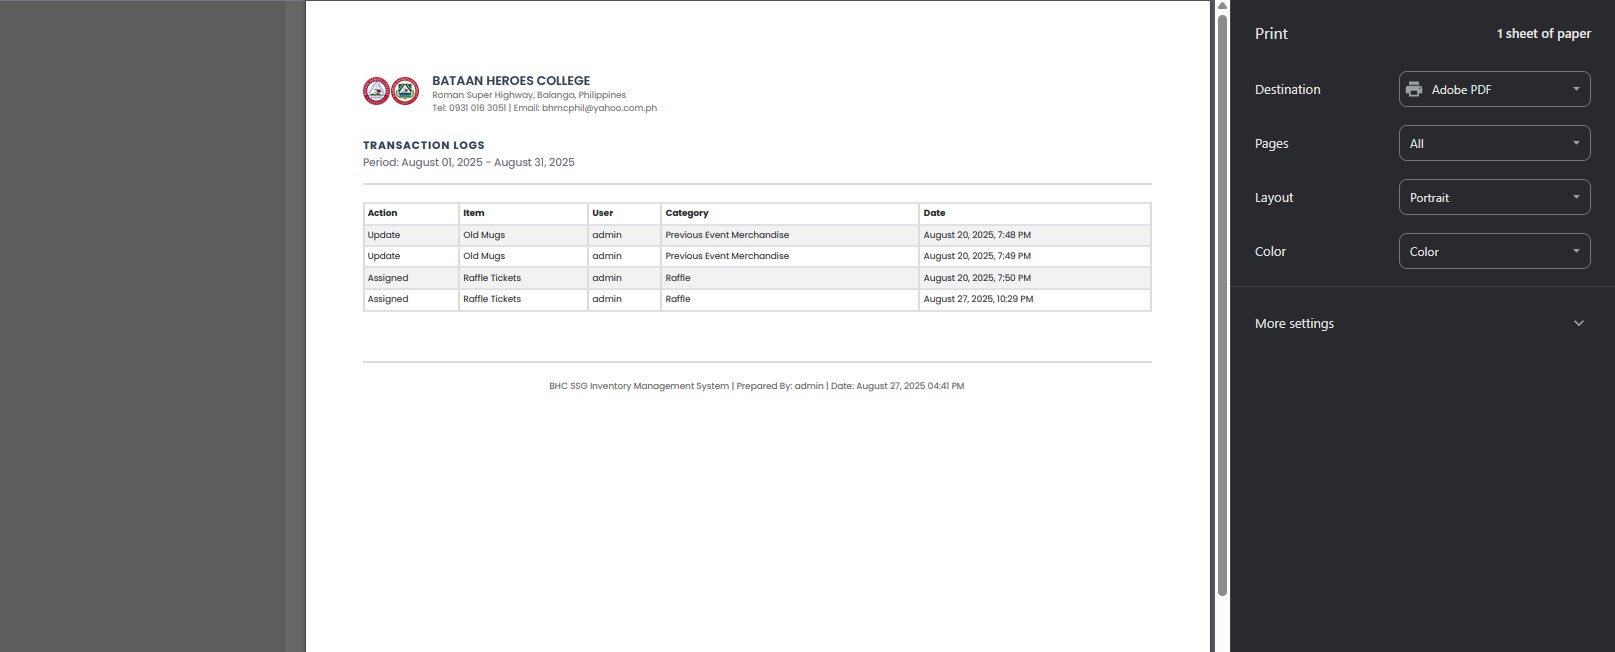 BATAAN HEROES COLLEGE
Roman Super Highway, Balanga, Philippines
Tel: 0931 016 3051 | Email: bhmcphil@yahoo.com.ph
TRANSACTION LOGS
Period: August 01, 2025 - August 31, 2025
Action Item User Category Date
Update Old Mugs admin Previous Event Merchandise August 20, 2025, 7:48 PM
Update Old Mugs admin Previous Event Merchandise August 20, 2025, 7:49 PM
Assigned Raffle Tickets admin Raffle August 20, 2025, 7:50 PM
Assigned Raffle Tickets admin Raffle August 27, 2025, 10:29 PM
BHC SSG Inventory Management System | Prepared By: admin | Date: August 27, 2025 04:41 PM
Print 1 sheet of paper
Destination Adobe PDF
Pages All
Layout Portrait
Color Color
More settings